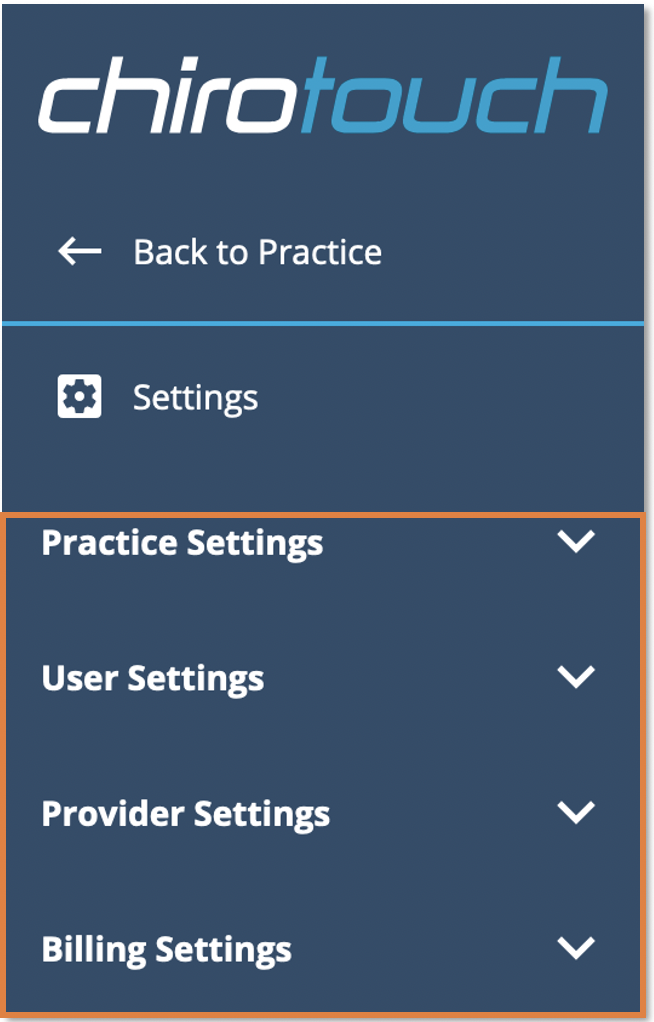 chirotouch
Back to Practice
Settings
Practice Settings
User Settings
Provider Settings
Billing Settings